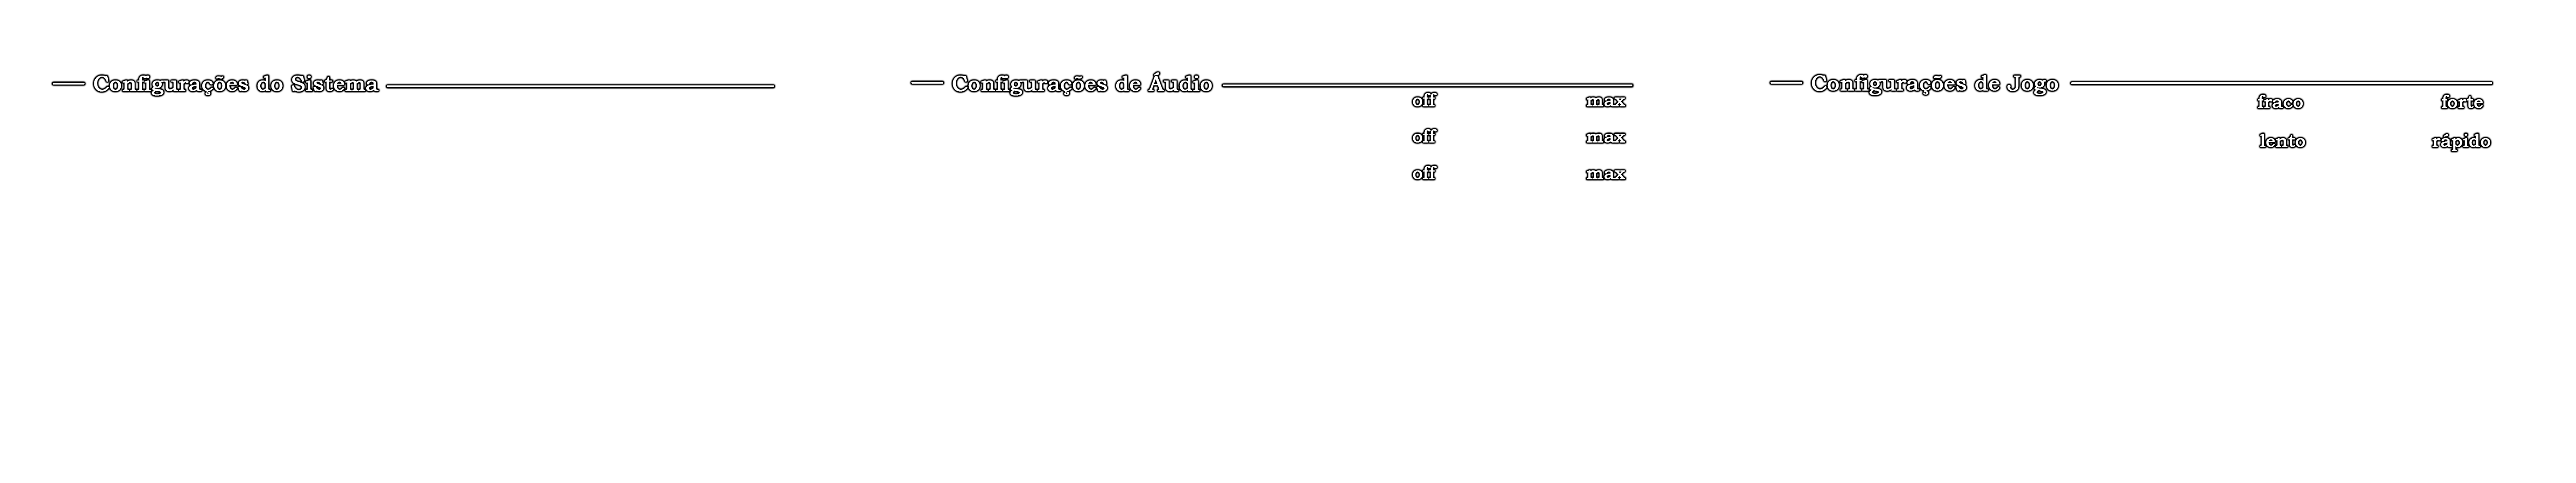 Configurações do Sistema
Configurações de Áudio
off max
off max
off max
Configurações de Jogo
fraco forte
lento rápido